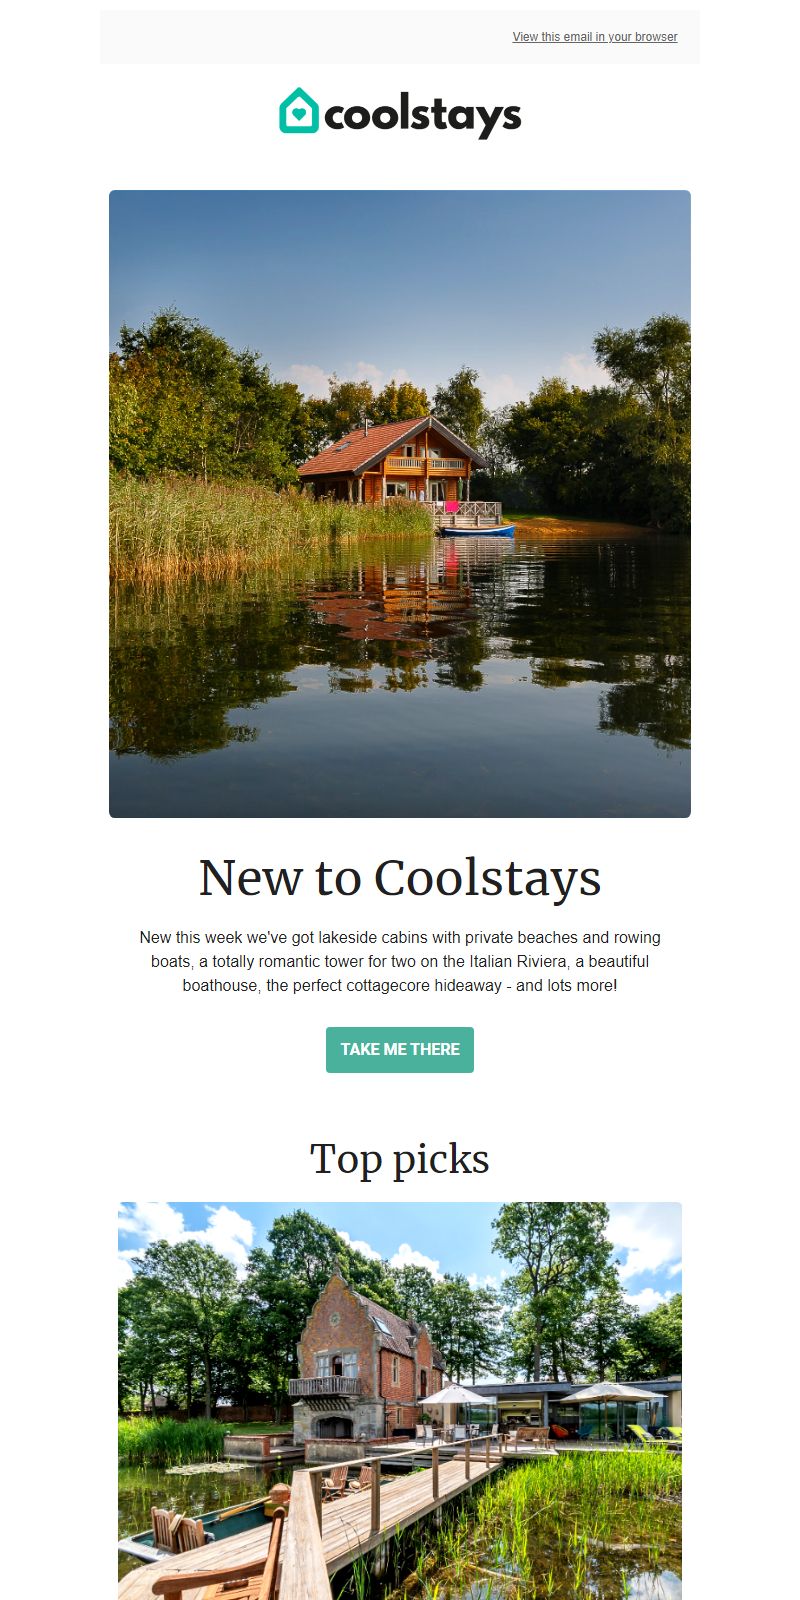 View this email in your browser
coolstays
New to Coolstays
New this week we've got lakeside cabins with private beaches and rowing
boats, a totally romantic tower for two on the Italian Riviera, a beautiful
boathouse, the perfect cottagecore hideaway - and lots more!
TAKE ME THERE
Top picks